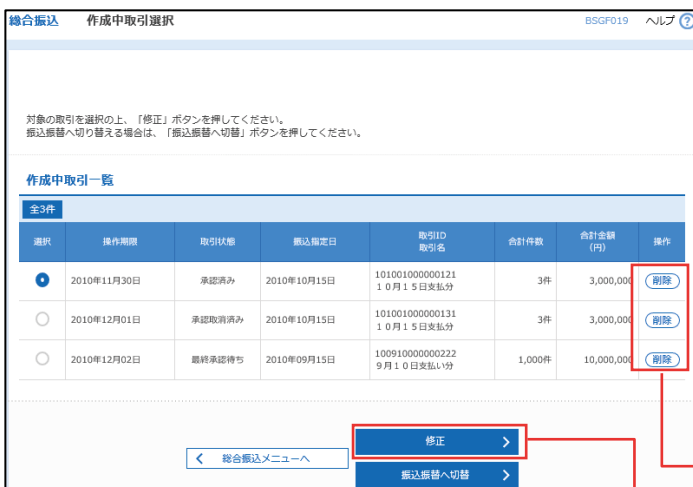 総合振込 作成中取引選択 BSGF019 ヘルプ ?
対象の取引を選択の上、「修正」ボタンを押してください。
振込振替へ切り替える場合は、「振込振替へ切替」ボタンを押してください。
作成中取引一覧
全3件
選択 操作期限 取引状態 振込指定日 取引ID 合計件数 合計金額 操作
取引名 (円)
2010年11月30日 承認済み 2010年10月15日 101001000000121 3件 3,000,000 削除
10月15日支払分
2010年12月01日 承認取消済み 2010年10月15日 101001000000131 3件 3,000,000 削除
10月15日支払分
2010年12月02日 最終承認待ち 2010年09月15日 100910000000222 1,000件 10,000,000 削除
9月10日支払い分
修正
総合振込メニューへ
振込振替へ切替